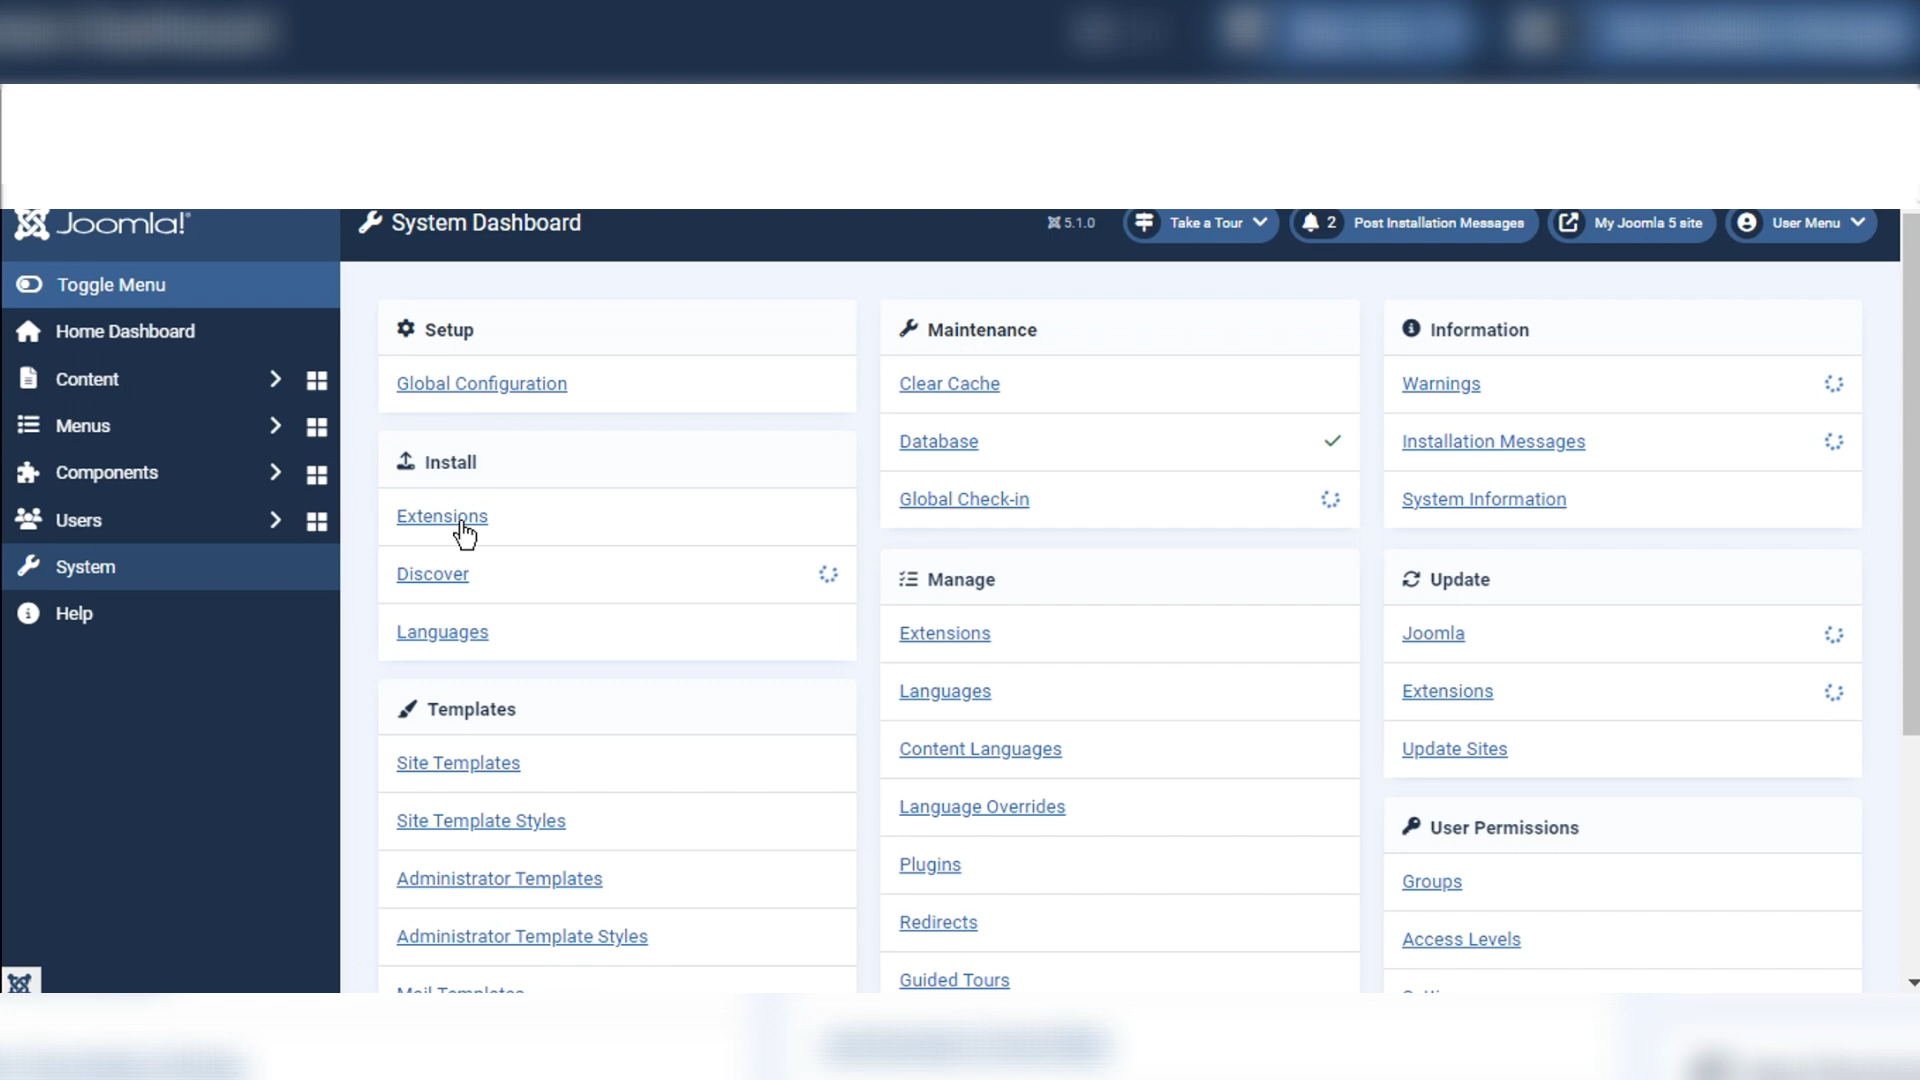 Joomla!®
System Dashboard
5.1.0
Take a Tour
2
Post Installation Messages
My Joomla 5 site
User Menu
Toggle Menu
Home Dashboard
Content
Menus
Components
Users
System
Help
Setup
Global Configuration
Install
Extensions
Discover
Languages
Templates
Site Templates
Site Template Styles
Administrator Templates
Administrator Template Styles
Mail Templates
Maintenance
Clear Cache
Database
Global Check-in
Manage
Extensions
Languages
Content Languages
Language Overrides
Plugins
Redirects
Guided Tours
Information
Warnings
Installation Messages
System Information
Update
Joomla
Extensions
Update Sites
User Permissions
Groups
Access Levels